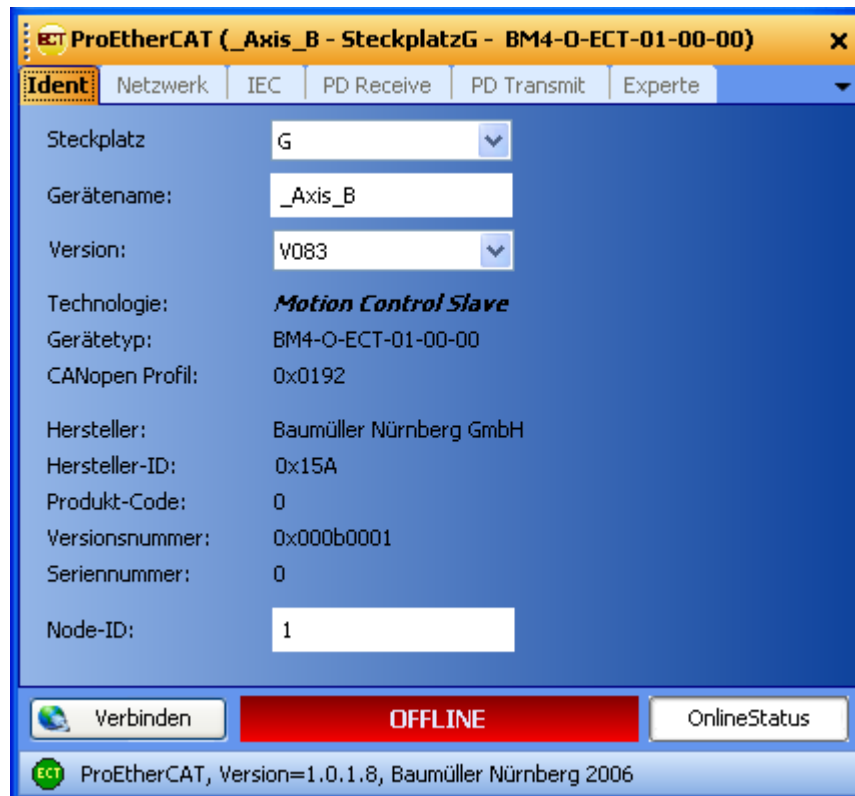 ECT ProEtherCAT (_Axis_B - SteckplatzG - BM4-O-ECT-01-00-00)
Ident Netzwerk IEC PD Receive PD Transmit Experte
Steckplatz G
Gerätename: _Axis_B
Version: V083
Technologie: Motion Control Slave
Gerätetyp: BM4-O-ECT-01-00-00
CANopen Profil: 0x0192
Hersteller: Baumüller Nürnberg GmbH
Hersteller-ID: 0x15A
Produkt-Code: 0
Versionsnummer: 0x000b0001
Seriennummer: 0
Node-ID: 1
Verbinden OFFLINE OnlineStatus
ECT ProEtherCAT, Version=1.0.1.8, Baumüller Nürnberg 2006